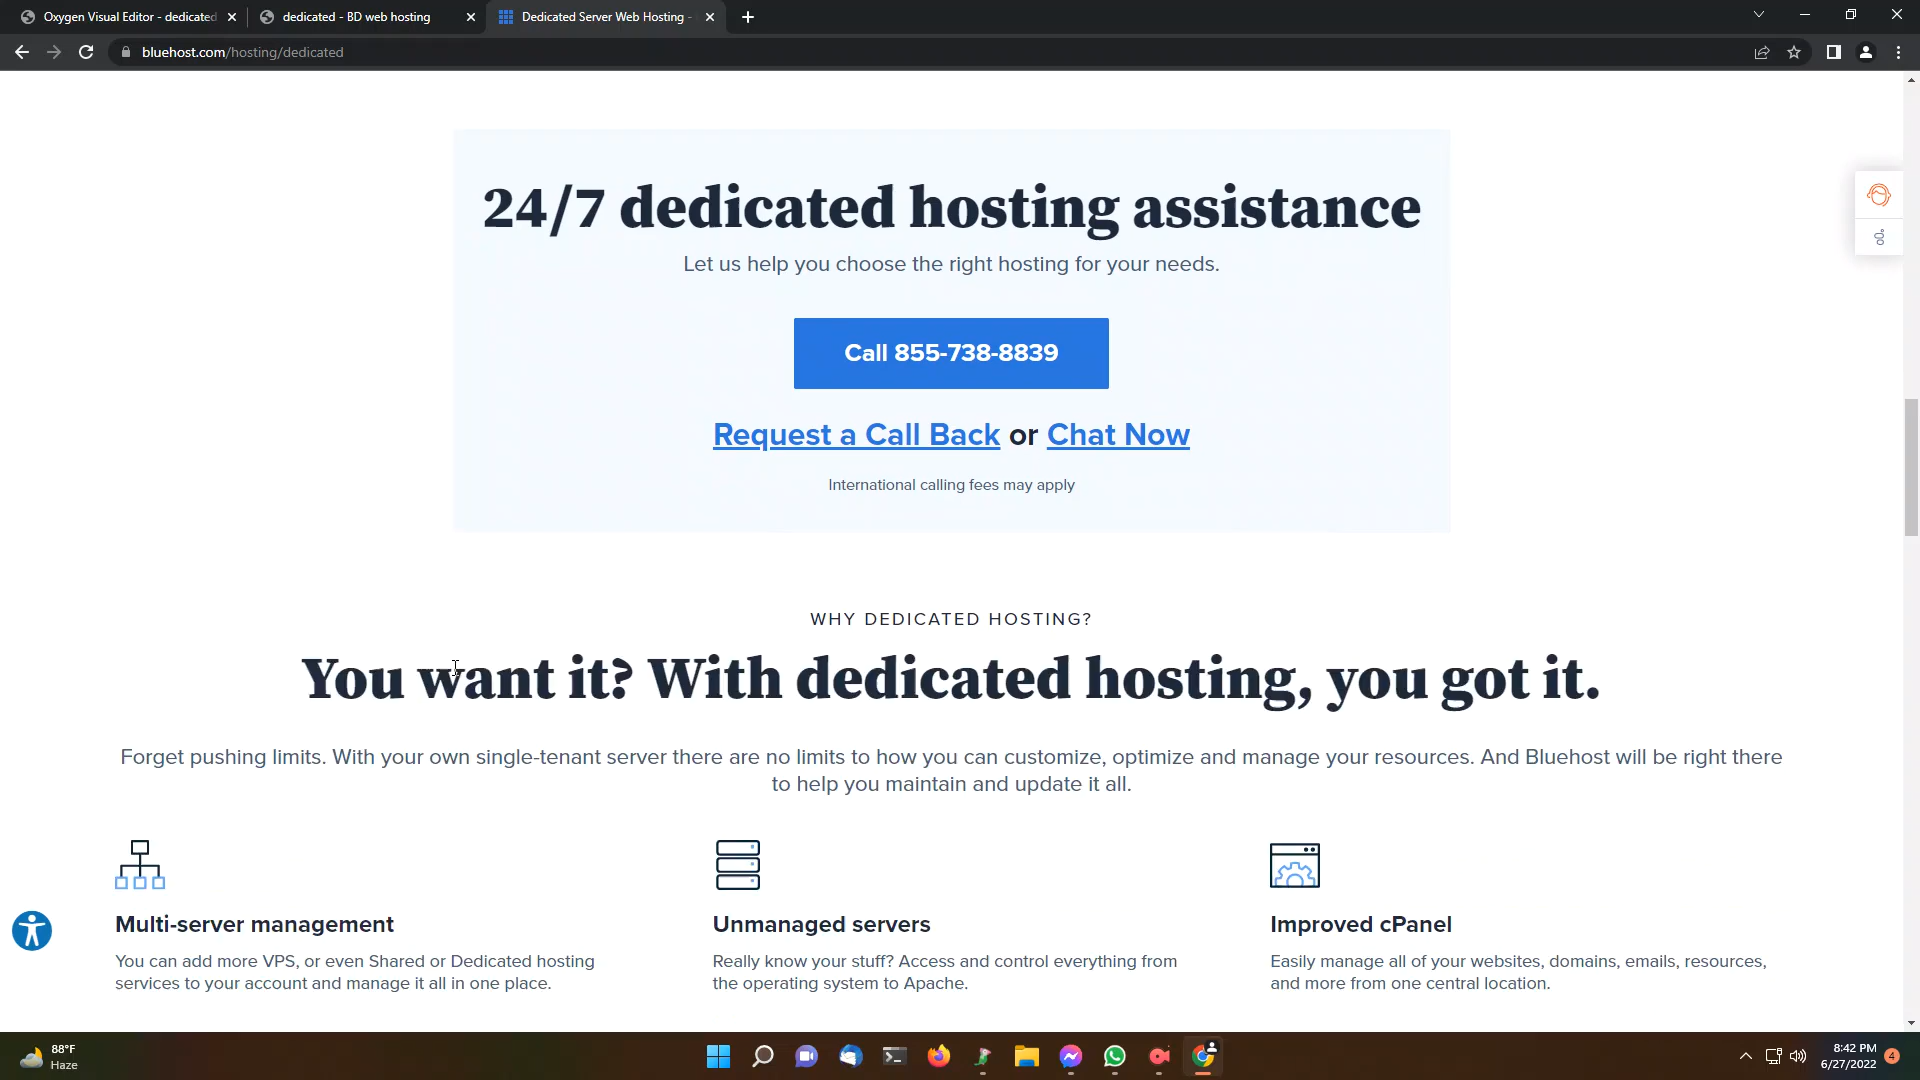 Oxygen Visual Editor - dedicated
dedicated - BD web hosting
Dedicated Server Web Hosting -
bluehost.com/hosting/dedicated
24/7 dedicated hosting assistance
Let us help you choose the right hosting for your needs.
Call 855-738-8839
Request a Call Back or Chat Now
International calling fees may apply
WHY DEDICATED HOSTING?
You want it? With dedicated hosting, you got it.
Forget pushing limits. With your own single-tenant server there are no limits to how you can customize, optimize and manage your resources. And Bluehost will be right there
to help you maintain and update it all.
Multi-server management
You can add more VPS, or even Shared or Dedicated hosting
services to your account and manage it all in one place.
Unmanaged servers
Really know your stuff? Access and control everything from
the operating system to Apache.
Improved cPanel
Easily manage all of your websites, domains, emails, resources,
and more from one central location.
88°F
Haze
8:42 PM
6/27/2022
4